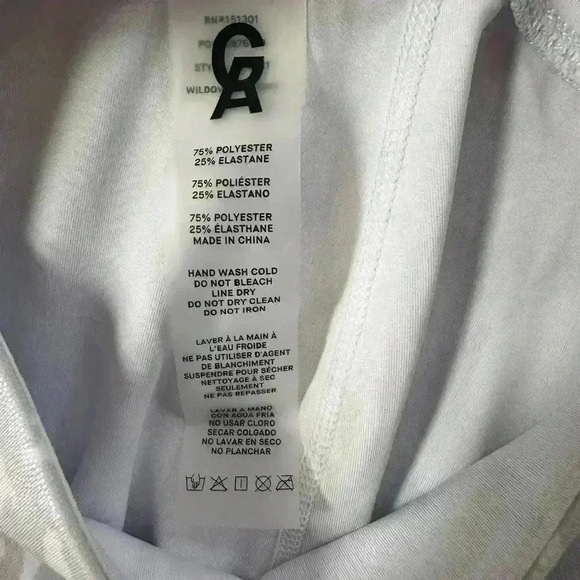 RN#151301
GRA
75% POLYESTER
25% ELASTANE
75% POLIÉSTER
25% ELASTANO
75% POLYESTER
25% ÉLASTHANE
MADE IN CHINA
HAND WASH COLD
DO NOT BLEACH
LINE DRY
DO NOT DRY CLEAN
DO NOT IRON
LAVER À LA MAIN À
L'EAU FROIDE
NE PAS UTILISER D'AGENT
DE BLANCHIMENT
SUSPENDRE POUR SÉCHER
NETTOYAGE À SEC
SEULEMENT
NE PAS REPASSER
LAVAR A MANO
CON AGUA FRIA
NO USAR CLORO
SECAR COLGADO
NO LAVAR EN SECO
NO PLANCHAR